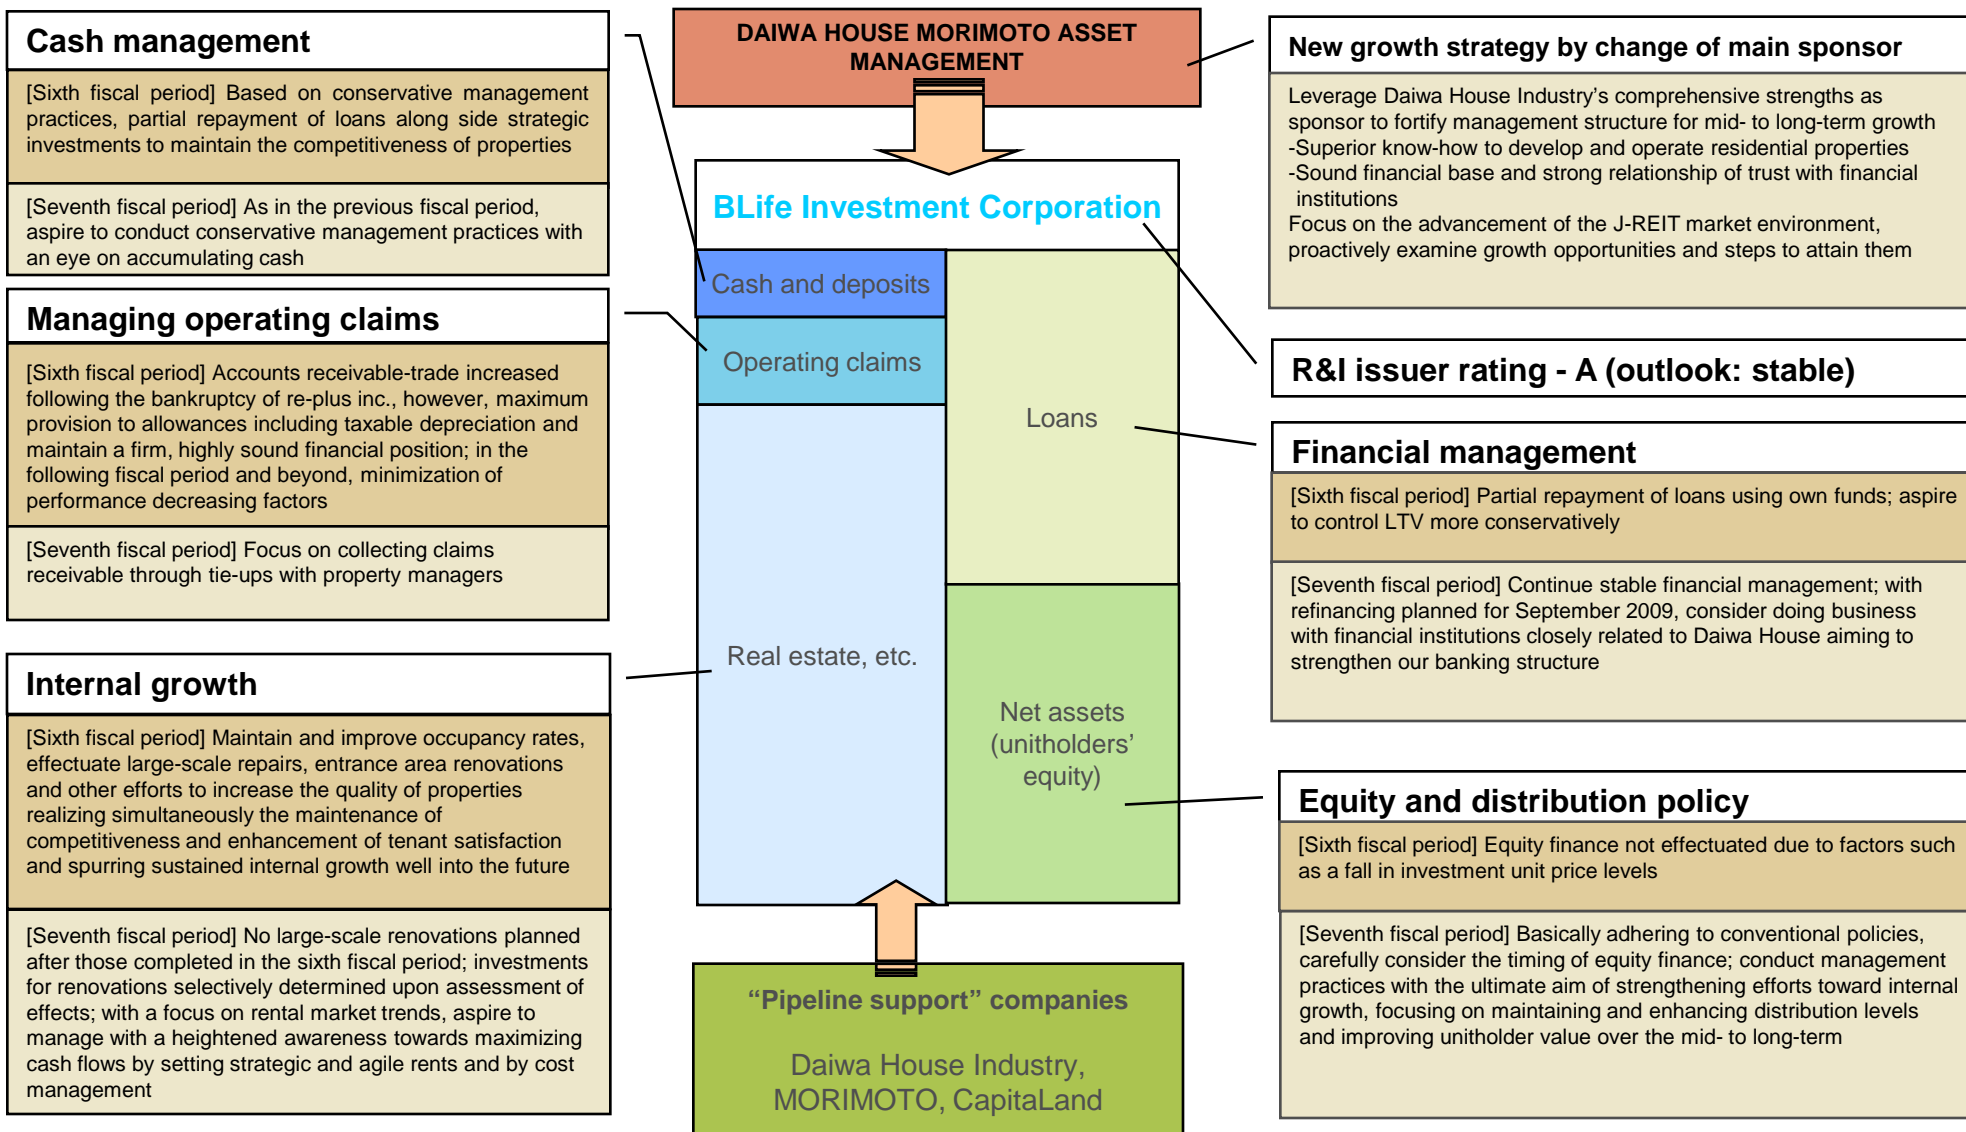 Cash management
[Sixth fiscal period] Based on conservative management
practices, partial repayment of loans along side strategic
investments to maintain the competitiveness of properties
[Seventh fiscal period] As in the previous fiscal period,
aspire to conduct conservative management practices with
an eye on accumulating cash
Managing operating claims
[Sixth fiscal period] Accounts receivable-trade increased
following the bankruptcy of re-plus inc., however, maximum
provision to allowances including taxable depreciation and
maintain a firm, highly sound financial position; in the
following fiscal period and beyond, minimization of
performance decreasing factors
[Seventh fiscal period] Focus on collecting claims
receivable through tie-ups with property managers
Internal growth
[Sixth fiscal period] Maintain and improve occupancy rates,
effectuate large-scale repairs, entrance area renovations
and other efforts to increase the quality of properties
realizing simultaneously the maintenance of
competitiveness and enhancement of tenant satisfaction
and spurring sustained internal growth well into the future
[Seventh fiscal period] No large-scale renovations planned
after those completed in the sixth fiscal period; investments
for renovations selectively determined upon assessment of
effects; with a focus on rental market trends, aspire to
manage with a heightened awareness towards maximizing
cash flows by setting strategic and agile rents and by cost
management
DAIWA HOUSE MORIMOTO ASSET
MANAGEMENT
BLife Investment Corporation
Cash and deposits
Operating claims
Real estate, etc.
Loans
Net assets
(unitholders’
equity)
“Pipeline support” companies
Daiwa House Industry,
MORIMOTO, CapitaLand
New growth strategy by change of main sponsor
Leverage Daiwa House Industry’s comprehensive strengths as
sponsor to fortify management structure for mid- to long-term growth
-Superior know-how to develop and operate residential properties
-Sound financial base and strong relationship of trust with financial
institutions
Focus on the advancement of the J-REIT market environment,
proactively examine growth opportunities and steps to attain them
R&I issuer rating - A (outlook: stable)
Financial management
[Sixth fiscal period] Partial repayment of loans using own funds; aspire
to control LTV more conservatively
[Seventh fiscal period] Continue stable financial management; with
refinancing planned for September 2009, consider doing business
with financial institutions closely related to Daiwa House aiming to
strengthen our banking structure
Equity and distribution policy
[Sixth fiscal period] Equity finance not effectuated due to factors such
as a fall in investment unit price levels
[Seventh fiscal period] Basically adhering to conventional policies,
carefully consider the timing of equity finance; conduct management
practices with the ultimate aim of strengthening efforts toward internal
growth, focusing on maintaining and enhancing distribution levels
and improving unitholder value over the mid- to long-term